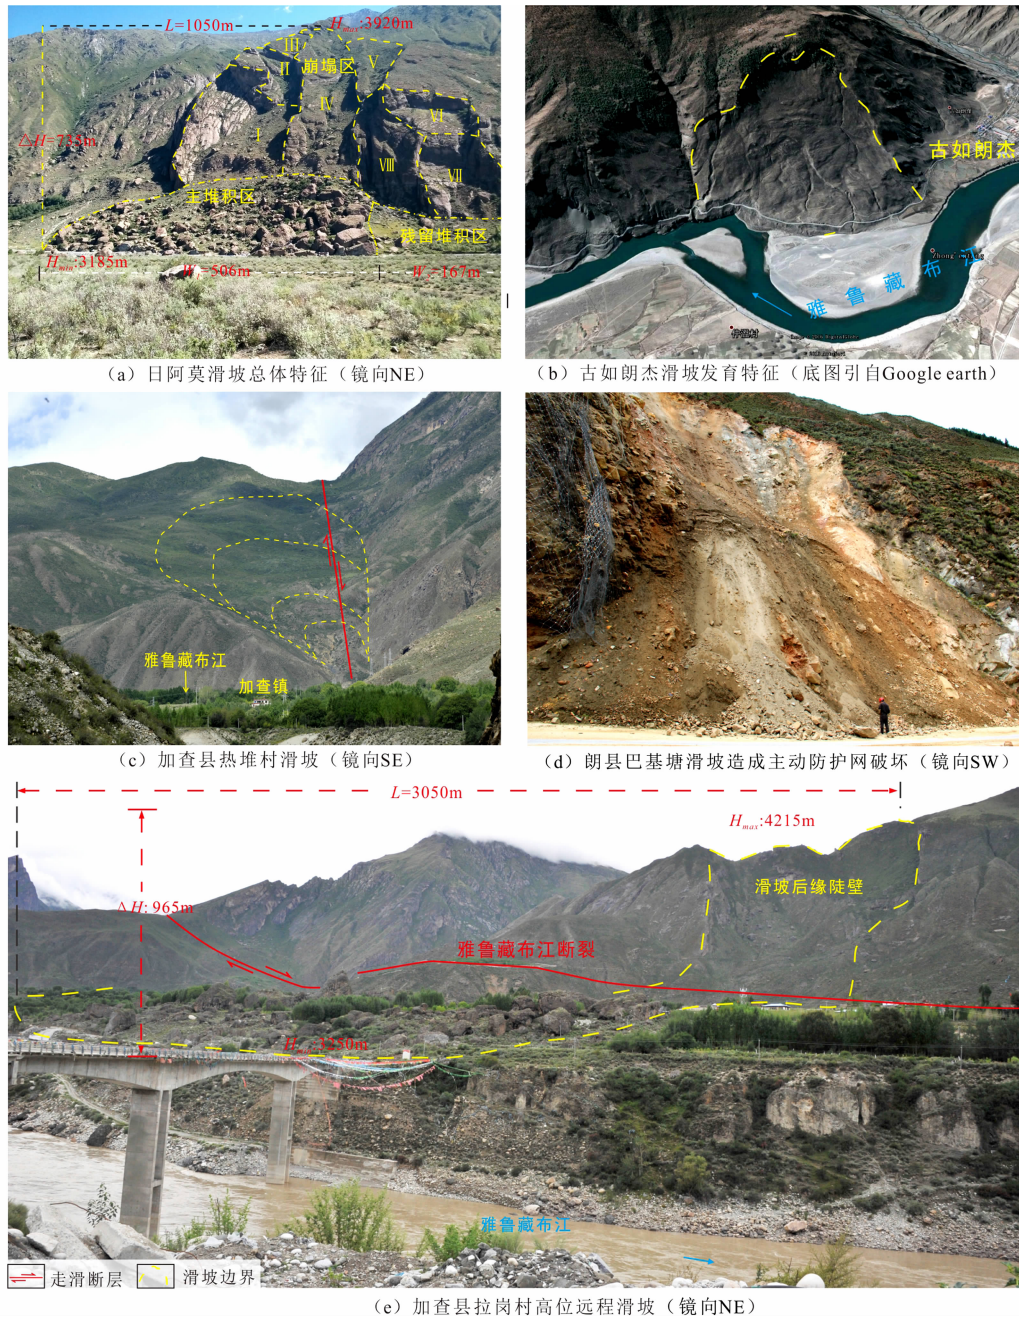 L=1050m
Hmax:3920m
III
II
崩塌区
V
IV
VI
I
△H=735m
VIII
VII
主堆积区
残留堆积区
Hmin:3185m
=506m
=167m
（a）日阿莫滑坡总体特征（镜向NE）
古如朗杰
雅鲁藏布江
（b）古如朗杰滑坡发育特征（底图引自Google earth）
雅鲁藏布江
加查镇
（c）加查县热堆村滑坡（镜向SE）
（d）朗县巴基塘滑坡造成主动防护网破坏（镜向SW）
L=3050m
Hmax:4215m
滑坡后缘陡壁
△H:965m
雅鲁藏布江断裂
:3250m
雅鲁藏布江
走滑断层
滑坡边界
（e）加查县拉岗村高位远程滑坡（镜向NE）